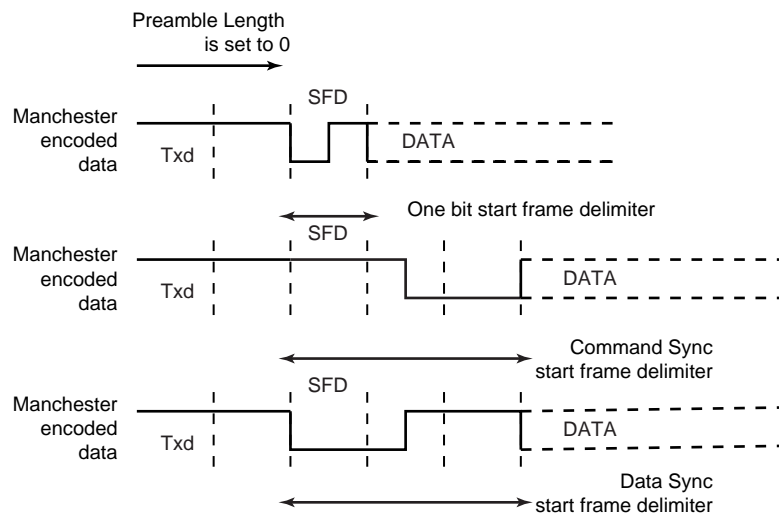 Preamble Length
is set to 0
SFD
Manchester
encoded
data
Txd
DATA
One bit start frame delimiter
SFD
Manchester
encoded
data
Txd
DATA
Command Sync
start frame delimiter
SFD
Manchester
encoded
data
Txd
DATA
Data Sync
start frame delimiter